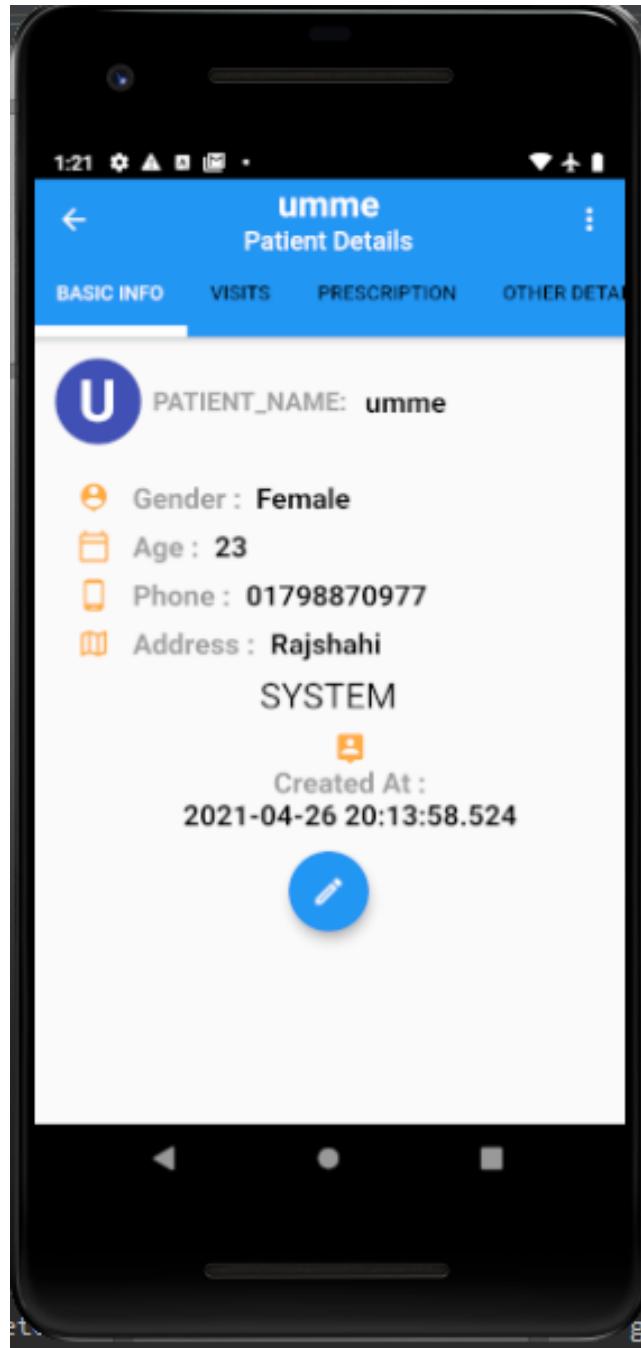 1:21
umme
Patient Details
BASIC INFO VISITS PRESCRIPTION OTHER DETA
U PATIENT_NAME: umme
Gender : Female
Age : 23
Phone : 01798870977
Address : Rajshahi
SYSTEM
Created At :
2021-04-26 20:13:58.524